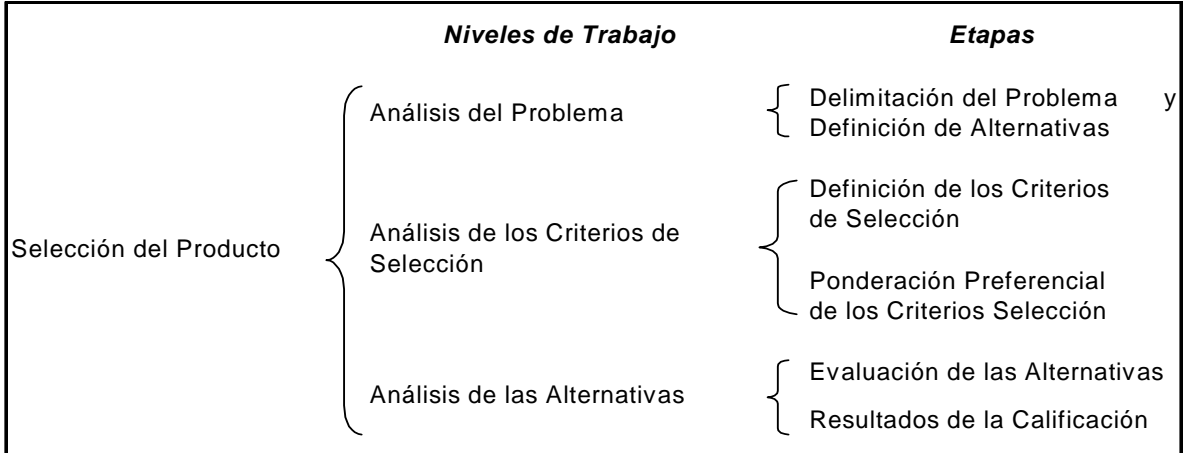 Niveles de Trabajo Etapas
Análisis del Problema
Delimitación del Problema y
Definición de Alternativas
Selección del Producto
Análisis de los Criterios de
Selección
Definición de los Criterios
de Selección
Ponderación Preferencial
de los Criterios Selección
Análisis de las Alternativas
Evaluación de las Alternativas
Resultados de la Calificación